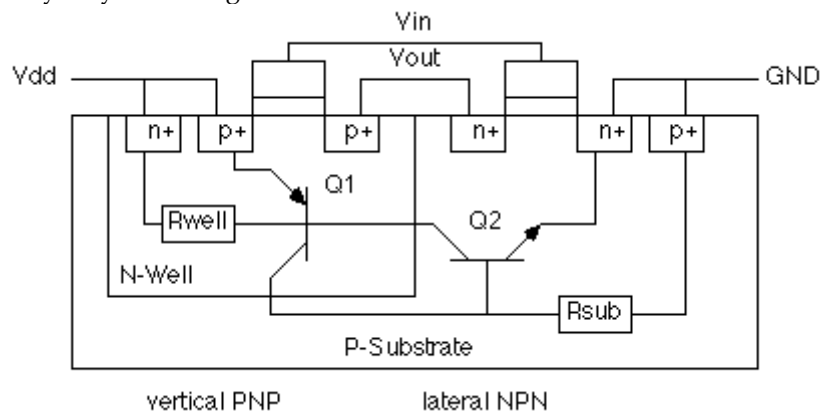 Vin
Vdd
Vout
GND
n+
p+
p+
n+
n+
p+
Q1
Rwell
Q2
N-Well
Rsub
P-Substrate
vertical PNP
lateral NPN